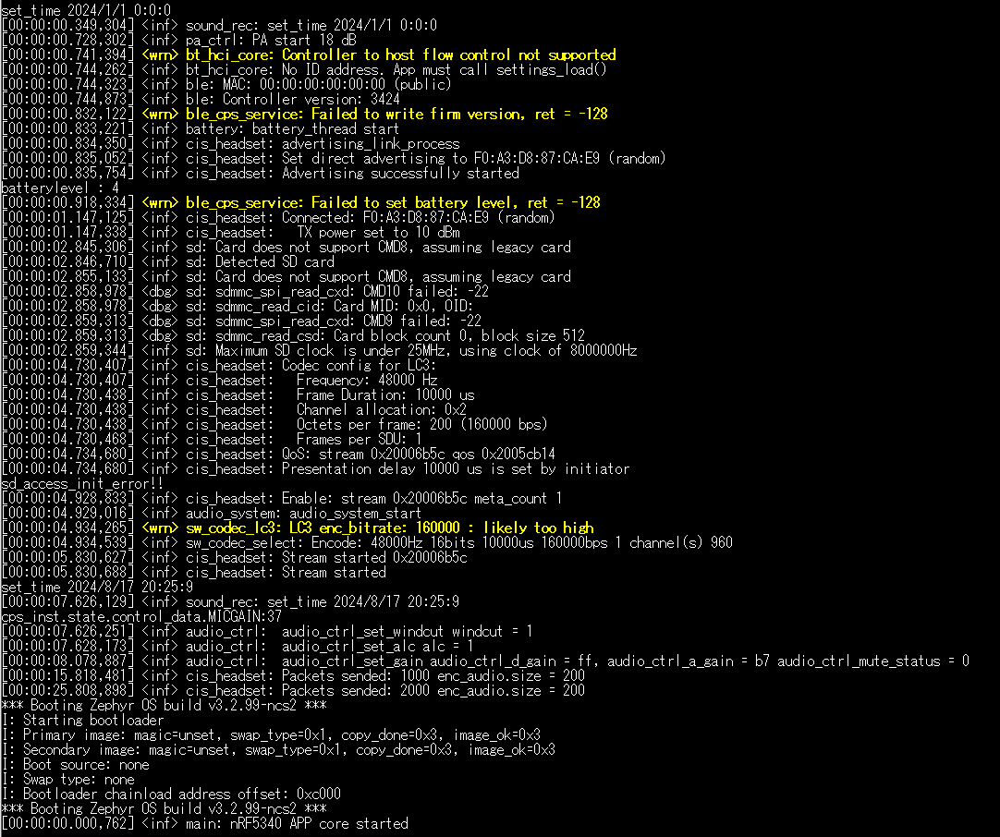 set_time 2024/1/1 0:0:0
[00:00:00.349,304] <inf> sound_rec: set_time 2024/1/1 0:0:0
[00:00:00.728,302] <inf> pa_ctrl: PA start 18 dB
[00:00:00.741,394] <wrn> bt_hci_core: Controller to host flow control not supported
[00:00:00.744,262] <inf> bt_hci_core: No ID address. App must call settings_load()
[00:00:00.744,323] <inf> ble: MAC: 00:00:00:00:00:00 (public)
[00:00:00.744,873] <inf> ble: Controller version: 3424
[00:00:00.832,122] <wrn> ble_cps_service: Failed to write firm version, ret = -128
[00:00:00.833,221] <inf> battery: battery_thread start
[00:00:00.834,350] <inf> cis_headset: advertising_link_process
[00:00:00.835,052] <inf> cis_headset: Set direct advertising to F0:A3:D8:87:CA:E9 (random)
[00:00:00.835,754] <inf> cis_headset: Advertising successfully started
batterylevel : 4
[00:00:00.918,334] <wrn> ble_cps_service: Failed to set battery level, ret = -128
[00:00:01.147,125] <inf> cis_headset: Connected: F0:A3:D8:87:CA:E9 (random)
[00:00:01.147,338] <inf> cis_headset:   TX power set to 10 dBm
[00:00:02.845,306] <inf> sd: Card does not support CMD8, assuming legacy card
[00:00:02.846,710] <inf> sd: Detected SD card
[00:00:02.855,133] <inf> sd: Card does not support CMD8, assuming legacy card
[00:00:02.858,978] <dbg> sd: sdmmc_spi_read_cxd: CMD10 failed: -22
[00:00:02.858,978] <dbg> sd: sdmmc_read_cid: Card MID: 0x0, OID:
[00:00:02.859,313] <dbg> sd: sdmmc_spi_read_cxd: CMD9 failed: -22
[00:00:02.859,313] <dbg> sd: sdmmc_read_csd: Card block count 0, block size 512
[00:00:02.859,344] <inf> sd: Maximum SD clock is under 25MHz, using clock of 8000000Hz
[00:00:04.730,407] <inf> cis_headset: Codec config for LC3:
[00:00:04.730,407] <inf> cis_headset:   Frequency: 48000 Hz
[00:00:04.730,438] <inf> cis_headset:   Frame Duration: 10000 us
[00:00:04.730,438] <inf> cis_headset:   Channel allocation: 0x2
[00:00:04.730,438] <inf> cis_headset:   Octets per frame: 200 (160000 bps)
[00:00:04.730,468] <inf> cis_headset:   Frames per SDU: 1
[00:00:04.734,680] <inf> cis_headset: QoS: stream 0x20006b5c qos 0x2005cb14
[00:00:04.734,680] <inf> cis_headset: Presentation delay 10000 us is set by initiator
sd_access_init_error!!
[00:00:04.928,833] <inf> cis_headset: Enable: stream 0x20006b5c meta_count 1
[00:00:04.929,016] <inf> audio_system: audio_system_start
[00:00:04.934,265] <wrn> sw_codec_lc3: LC3 enc_bitrate: 160000 : likely too high
[00:00:04.934,539] <inf> sw_codec_select: Encode: 48000Hz 16bits 10000us 160000bps 1 channel(s) 960
[00:00:05.830,627] <inf> cis_headset: Stream started 0x20006b5c
[00:00:05.830,688] <inf> cis_headset: Stream started
set_time 2024/8/17 20:25:9
[00:00:07.626,129] <inf> sound_rec: set_time 2024/8/17 20:25:9
cps_inst.state.control_data.MICGAIN:37
[00:00:07.626,251] <inf> audio_ctrl:  audio_ctrl_set_windcut windcut = 1
[00:00:07.628,173] <inf> audio_ctrl:  audio_ctrl_set_alc alc = 1
[00:00:08.078,887] <inf> audio_ctrl:  audio_ctrl_set_gain audio_ctrl_d_gain = ff, audio_ctrl_a_gain = b7 audio_ctrl_mute_status = 0
[00:00:15.818,481] <inf> cis_headset: Packets sended: 1000 enc_audio.size = 200
[00:00:25.808,898] <inf> cis_headset: Packets sended: 2000 enc_audio.size = 200
*** Booting Zephyr OS build v3.2.99-ncs2 ***
I: Starting bootloader
I: Primary image: magic=unset, swap_type=0x1, copy_done=0x3, image_ok=0x3
I: Secondary image: magic=unset, swap_type=0x1, copy_done=0x3, image_ok=0x3
I: Boot source: none
I: Swap type: none
I: Bootloader chainload address offset: 0xc000
*** Booting Zephyr OS build v3.2.99-ncs2 ***
[00:00:00.000,762] <inf> main: nRF5340 APP core started